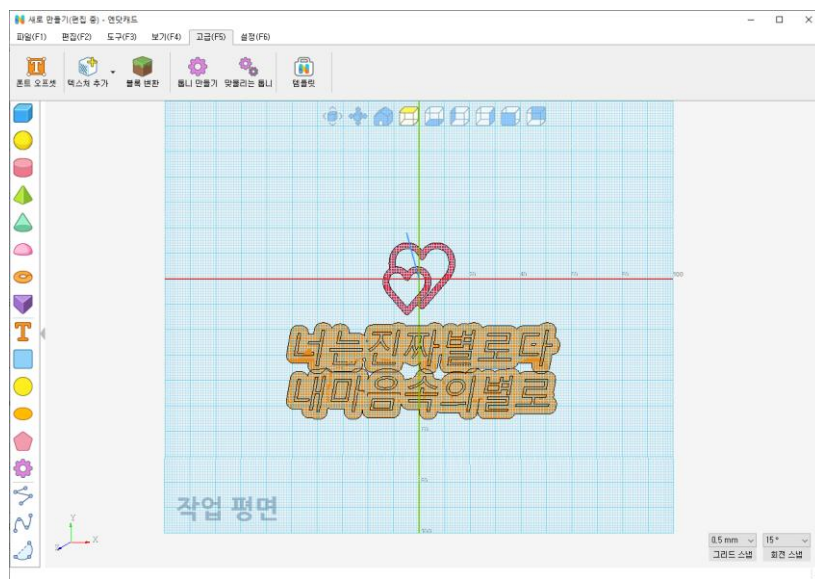 새로 만들기(편집 중) - 엔닷캐드
파일(F1) 편집(F2) 도구(F3) 보기(F4) 고급(F5) 설정(F6)
폰트 오프셋 텍스처 추가 블록 변환 톱니 만들기 맞물리는 톱니 템플릿
너는진짜별로다
내마음속의별로
작업 평면
Y
X
Z
0.5 mm 15 °
그리드 스냅 회전 스냅